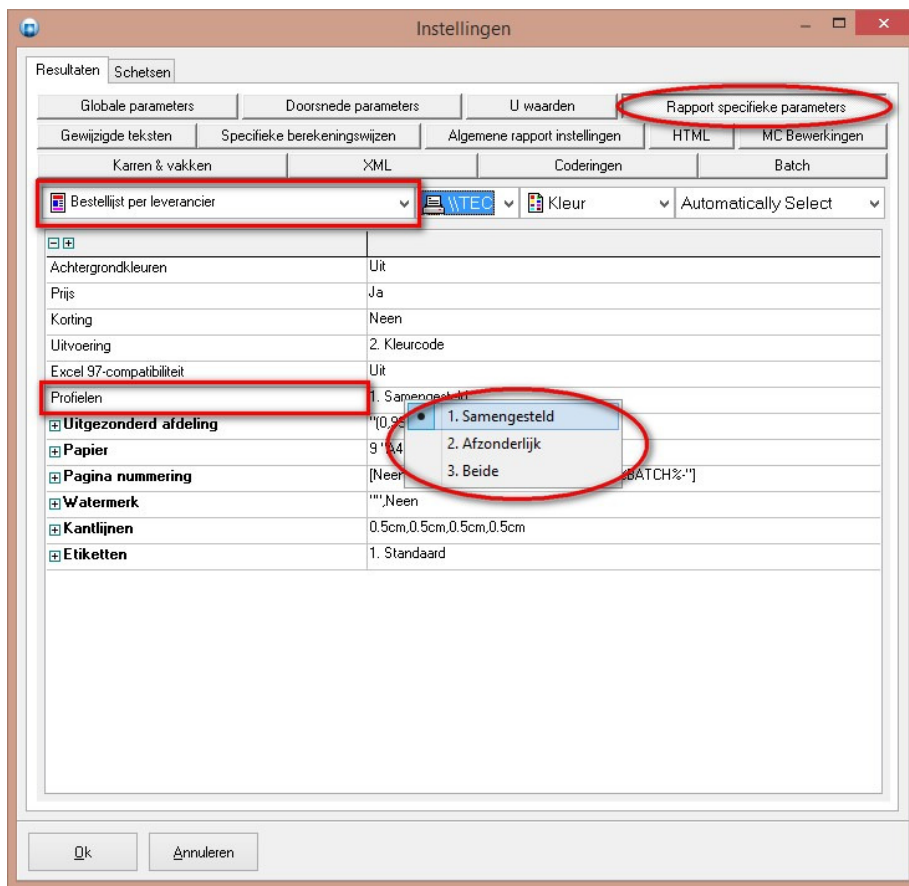 Instellingen
Resultaten Schetsen
Globale parameters Doorsnede parameters U waarden Rapport specifieke parameters
Gewijzigde teksten Specifieke berekeningswijzen Algemene rapport instellingen HTML MC Bewerkingen
Karren & vakken XML Coderingen Batch
Bestellijst per leverancier \\TEC Kleur Automatically Select
Achtergrondkleuren Uit
Prijs Ja
Korting Neen
Uitvoering 2. Kleurcode
Excel 97-compatibiliteit Uit
Profielen 1. Samengesteld
1. Samengesteld
2. Afzonderlijk
3. Beide
Uitgezonderd afdeling
Papier 9 "A4
Pagina nummering BATCH%-"]
Watermerk "",Neen
Kantlijnen 0.5cm,0.5cm,0.5cm,0.5cm
Etiketten 1. Standaard
Ok Annuleren